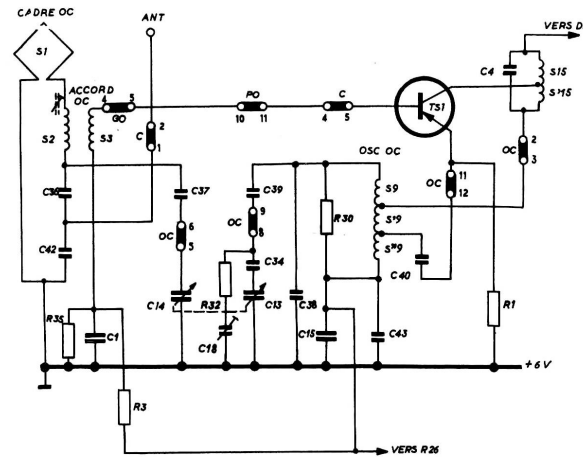 CADRE OC
ANT
VERS D
S1
ACCORD
OC
4 5
GO
PO
10 11
C
4 5
TS1
C4
S15
S'15
S2
S3
C
2
1
OC
2
3
C36
C37
C39
OSC OC
OC
11
12
S9
S'9
S"9
C42
OC
6
5
OC
9
8
R30
C40
C34
C14
R32
C13
C38
C18
C15
C43
R1
R35
C1
+6V
R3
VERS R26